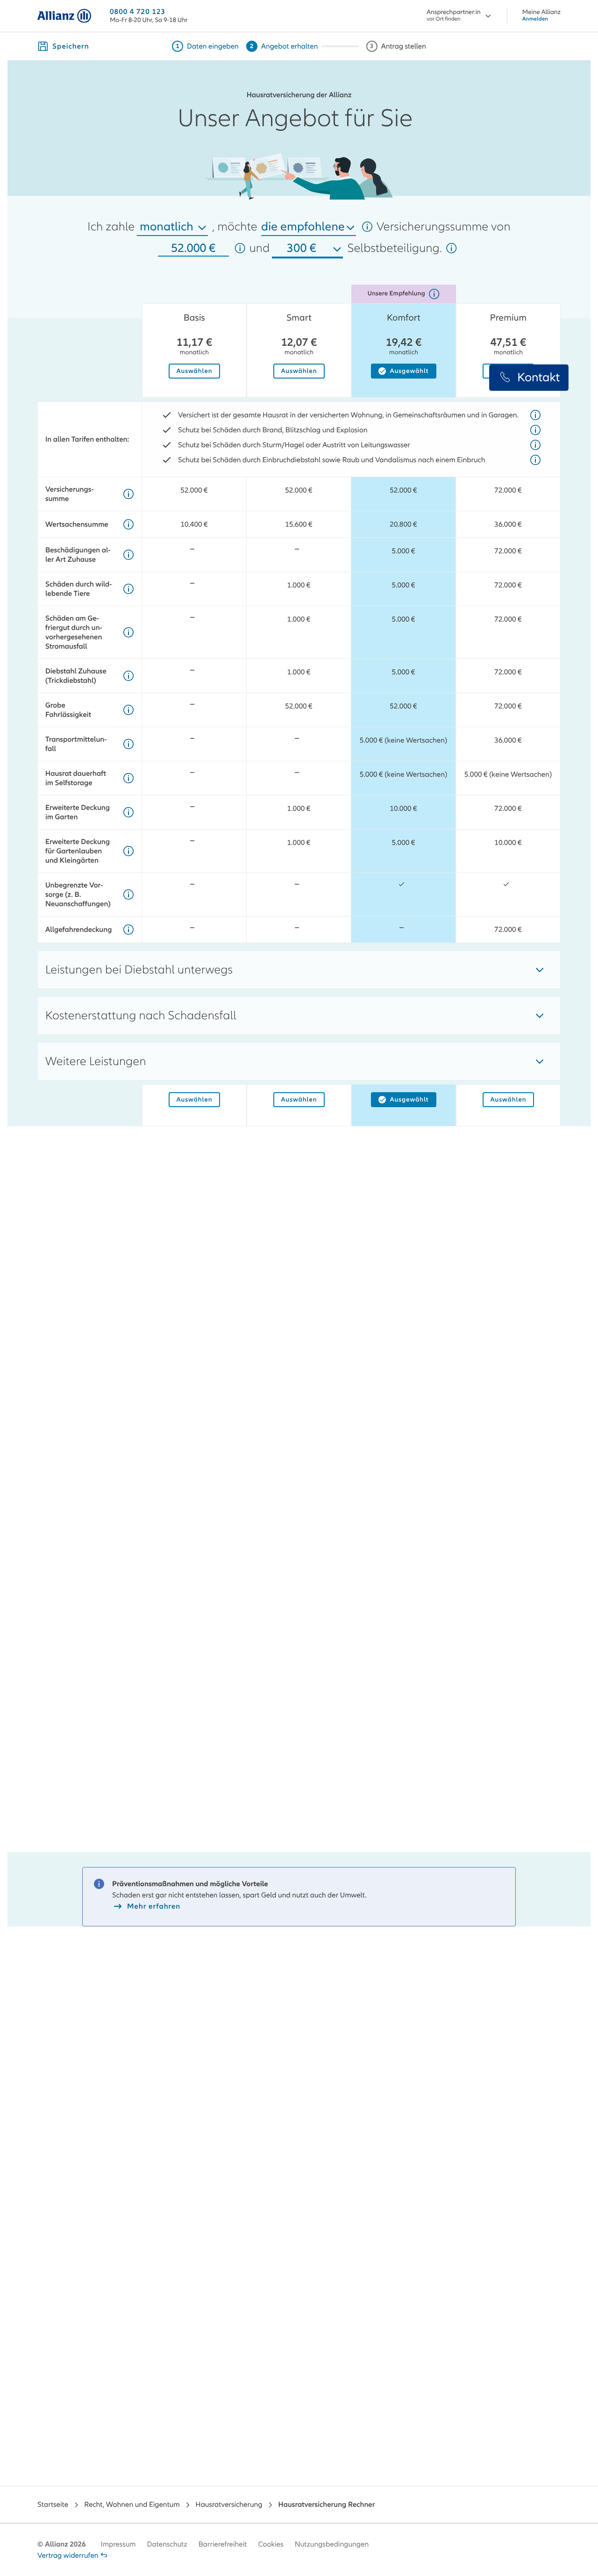 Allianz
0800 4 720 123
Mo-Fr 8-20 Uhr, Sa 9-18 Uhr
Ansprechpartner:in
vor Ort finden
Meine Allianz
Anmelden
Speichern
1 Daten eingeben
2 Angebot erhalten
3 Antrag stellen
Hausratversicherung der Allianz
Unser Angebot für Sie
Ich zahle monatlich , möchte die empfohlene Versicherungssumme von
52.000 € und 300 € Selbstbeteiligung.
Unsere Empfehlung
Basis Smart Komfort Premium
11,17 € 12,07 € 19,42 € 47,51 €
monatlich monatlich monatlich monatlich
Auswählen Auswählen Ausgewählt
Kontakt
In allen Tarifen enthalten:
Versichert ist der gesamte Hausrat in der versicherten Wohnung, in Gemeinschaftsräumen und in Garagen.
Schutz bei Schäden durch Brand, Blitzschlag und Explosion
Schutz bei Schäden durch Sturm/Hagel oder Austritt von Leitungswasser
Schutz bei Schäden durch Einbruchdiebstahl sowie Raub und Vandalismus nach einem Einbruch
Versicherungs-
summe
52.000 € 52.000 € 52.000 € 72.000 €
Wertsachensumme 10.400 € 15.600 € 20.800 € 36.000 €
Beschädigungen al-
ler Art Zuhause
– – 5.000 € 72.000 €
Schäden durch wild-
lebende Tiere
– 1.000 € 5.000 € 72.000 €
Schäden am Ge-
friergut durch un-
vorhergesehenen
Stromausfall
– 1.000 € 5.000 € 72.000 €
Diebstahl Zuhause
(Trickdiebstahl)
– 1.000 € 5.000 € 72.000 €
Grobe
Fahrlässigkeit
– 52.000 € 52.000 € 72.000 €
Transportmittelun-
fall
– – 5.000 € (keine Wertsachen) 36.000 €
Hausrat dauerhaft
im Selfstorage
– – 5.000 € (keine Wertsachen) 5.000 € (keine Wertsachen)
Erweiterte Deckung
im Garten
– 1.000 € 10.000 € 72.000 €
Erweiterte Deckung
für Gartenlauben
und Kleingärten
– 1.000 € 5.000 € 10.000 €
Unbegrenzte Vor-
sorge (z. B.
Neuanschaffungen)
– –
Allgefahrendeckung – – – 72.000 €
Leistungen bei Diebstahl unterwegs
Kostenerstattung nach Schadensfall
Weitere Leistungen
Auswählen Auswählen Ausgewählt Auswählen
Präventionsmaßnahmen und mögliche Vorteile
Schaden erst gar nicht entstehen lassen, spart Geld und nutzt auch der Umwelt.
Mehr erfahren
Startseite Recht, Wohnen und Eigentum Hausratversicherung Hausratversicherung Rechner
© Allianz 2026 Impressum Datenschutz Barrierefreiheit Cookies Nutzungsbedingungen
Vertrag widerrufen